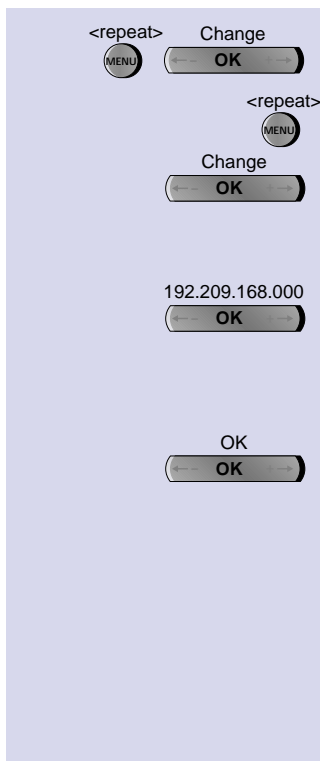 <repeat> Change
MENU ←– OK +→
<repeat>
MENU
Change
←– OK +→
192.209.168.000
←– OK +→
OK
←– OK +→